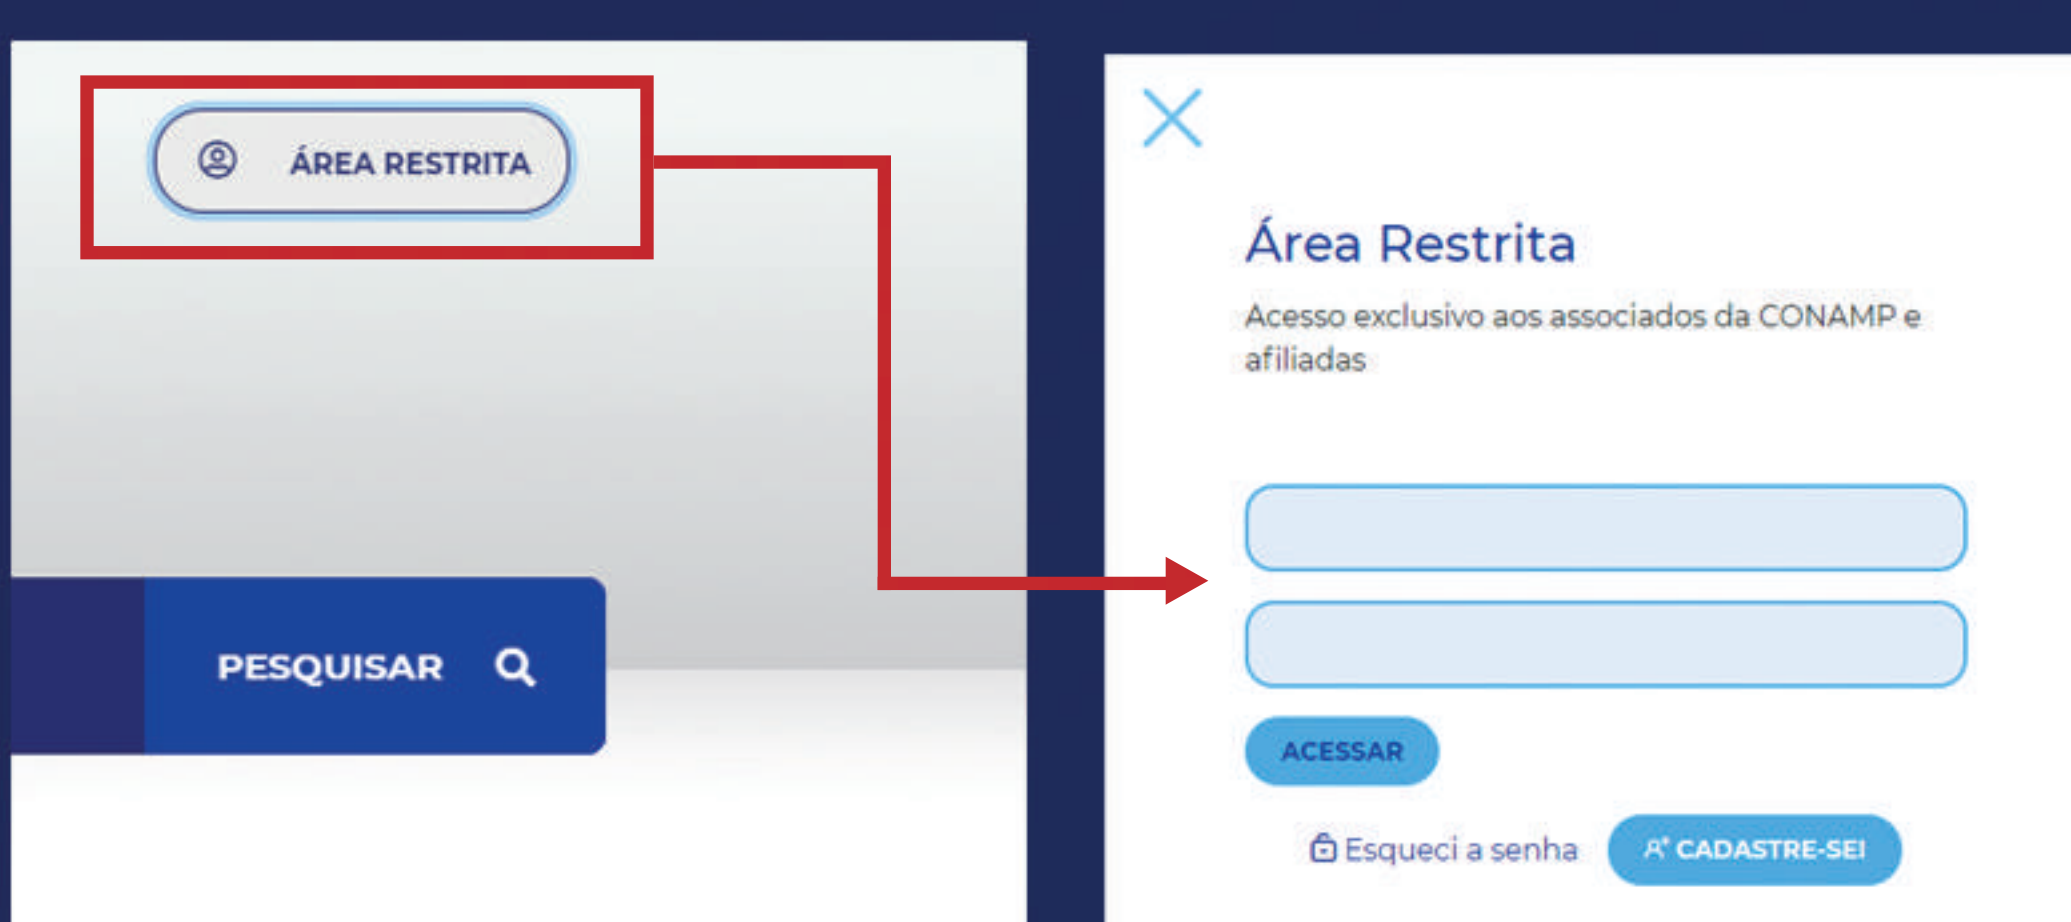 ÁREA RESTRITA
PESQUISAR
Área Restrita
Acesso exclusivo aos associados da CONAMP e
afiliadas
ACESSAR
Esqueci a senha
CADASTRE-SE!